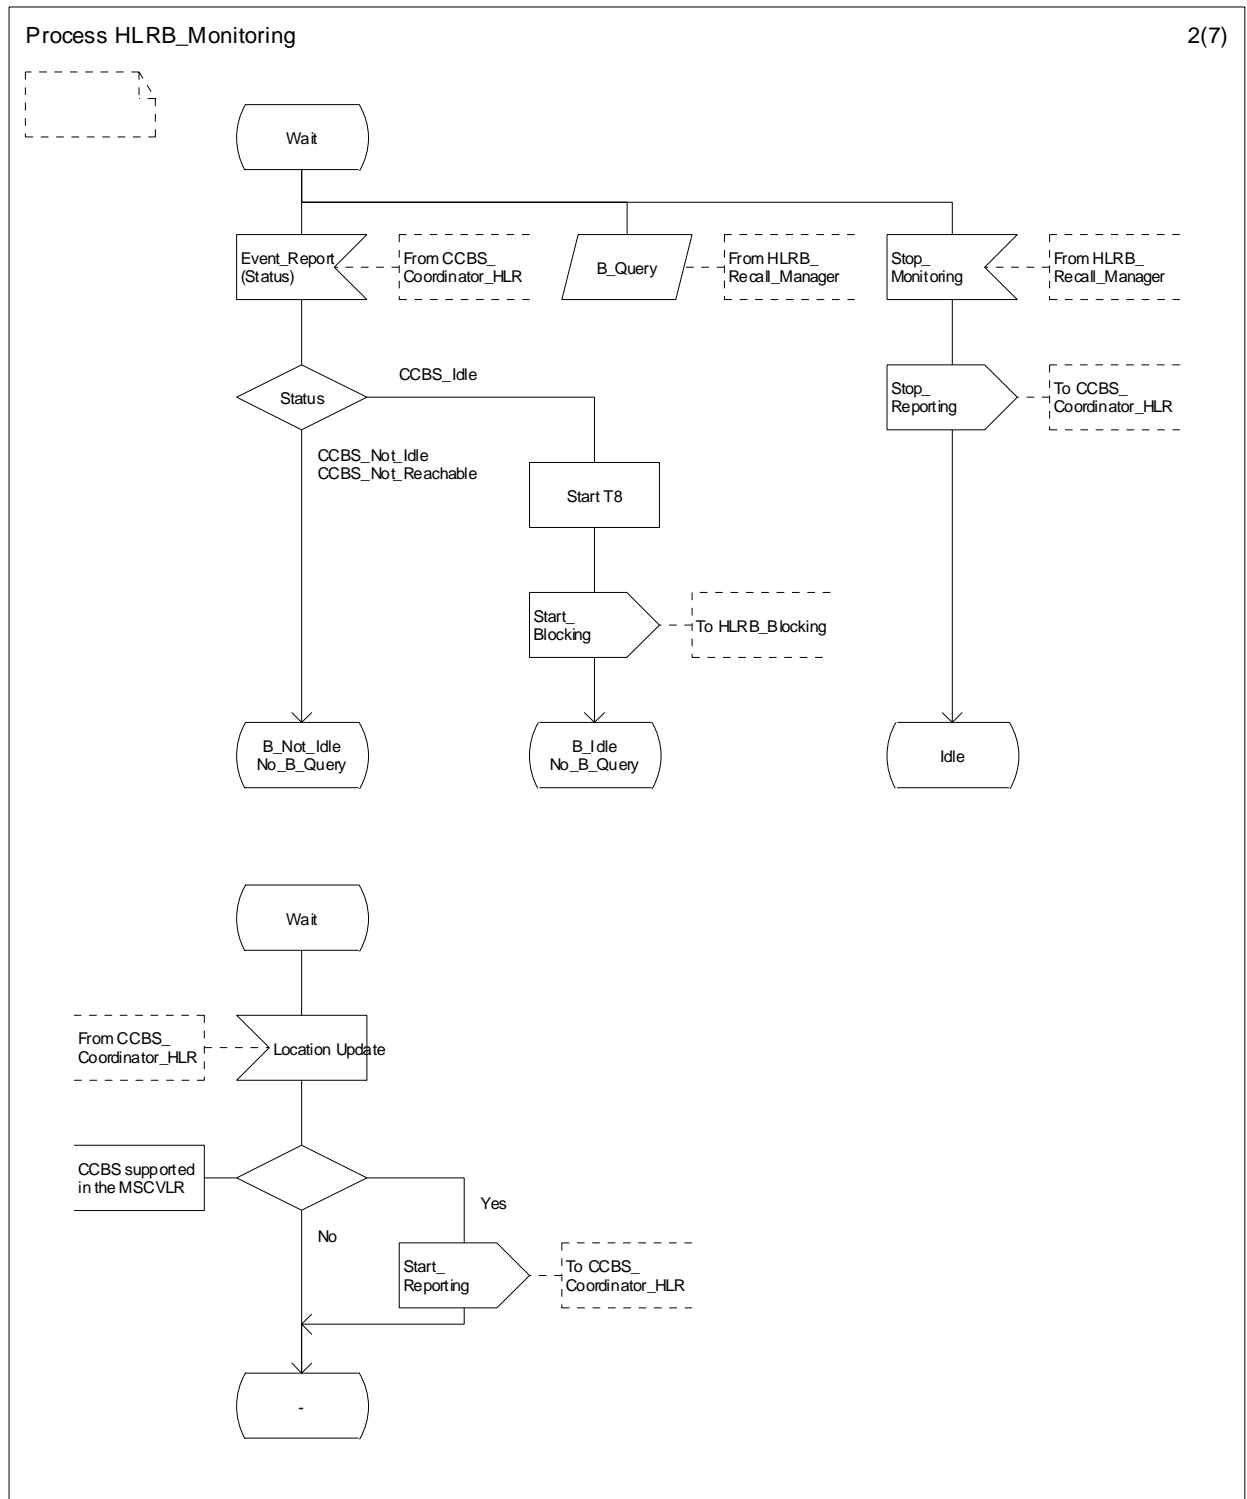 Process HLRB_Monitoring
2(7)
Wait
Event_Report
(Status)
From CCBS_
Coordinator_HLR
B_Query
From HLRB_
Recall_Manager
Stop_
Monitoring
From HLRB_
Recall_Manager
Status
CCBS_Idle
Stop_
Reporting
To CCBS_
Coordinator_HLR
CCBS_Not_Idle
CCBS_Not_Reachable
Start T8
Start_
Blocking
To HLRB_Blocking
B_Not_Idle
No_B_Query
B_Idle
No_B_Query
Idle
Wait
From CCBS_
Coordinator_HLR
Location Update
CCBS supported
in the MSCVLR
Yes
No
Start_
Reporting
To CCBS_
Coordinator_HLR
-